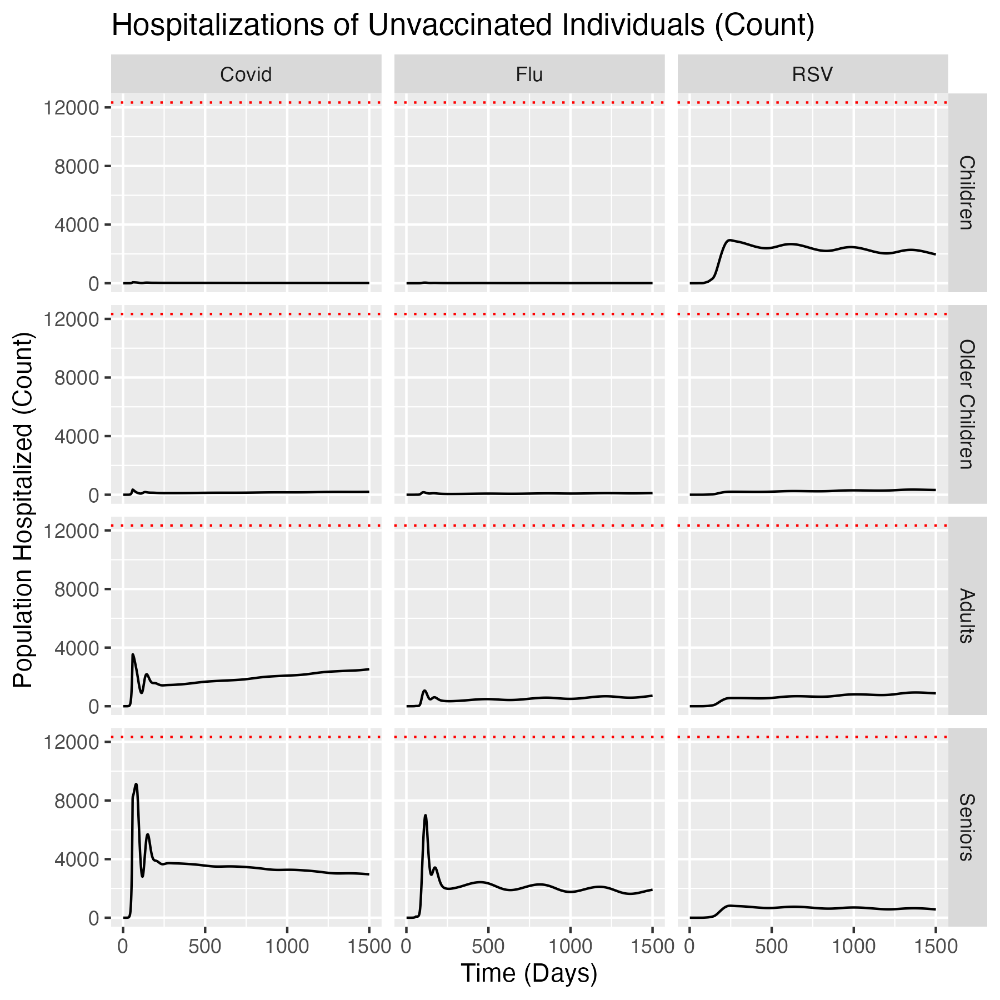 Hospitalizations of Unvaccinated Individuals (Count)
Covid
Flu
RSV
12000
8000
4000
0
Children
12000
8000
4000
0
Older Children
12000
8000
4000
0
Adults
12000
8000
4000
0
Seniors
Population Hospitalized (Count)
0 500 1000 1500 0 500 1000 1500 0 500 1000 1500
Time (Days)